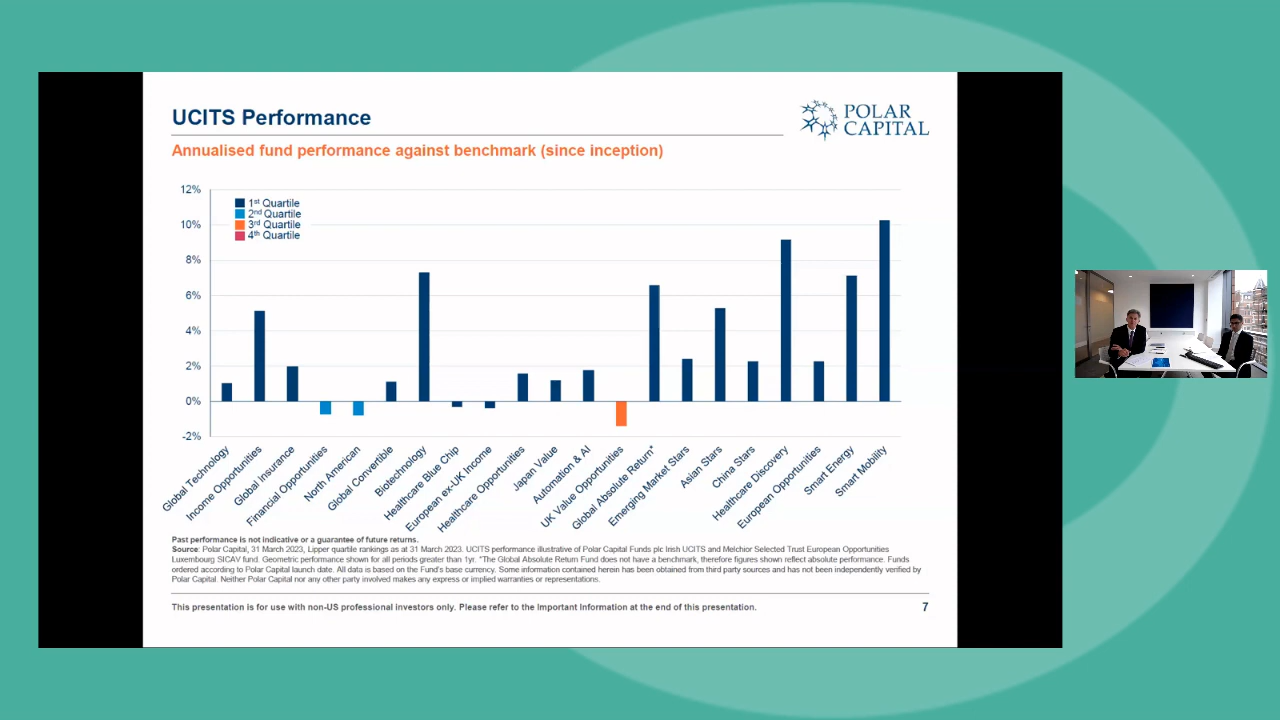 UCITS Performance
POLAR
CAPITAL
Annualised fund performance against benchmark (since inception)
12%
10%
8%
6%
4%
2%
0%
-2%
1st Quartile
2nd Quartile
3rd Quartile
4th Quartile
Global Technology
Income Opportunities
Global Insurance
Financial Opportunities
North American
Global Convertible
Biotechnology
Healthcare Blue Chip
European ex-UK Income
Healthcare Opportunities
Japan Value
Automation & AI
UK Value Opportunities
Global Absolute Return*
Emerging Market Stars
Asian Stars
China Stars
Healthcare Discovery
European Opportunities
Smart Energy
Smart Mobility
Past performance is not indicative or a guarantee of future returns.
Source: Polar Capital, 31 March 2023, Lipper quartile rankings as at 31 March 2023. UCITS performance illustrative of Polar Capital Funds plc Irish UCITS and Melchior Selected Trust European Opportunities
Luxembourg SICAV fund. Geometric performance shown for all periods greater than 1yr. *The Global Absolute Return Fund does not have a benchmark, therefore figures shown reflect absolute performance. Funds
ordered according to Polar Capital launch date. All data is based on the Fund's base currency. Some information contained herein has been obtained from third party sources and has not been independently verified by
Polar Capital. Neither Polar Capital nor any other party involved makes any express or implied warranties or representations.
This presentation is for use with non-US professional investors only. Please refer to the Important Information at the end of this presentation.
7